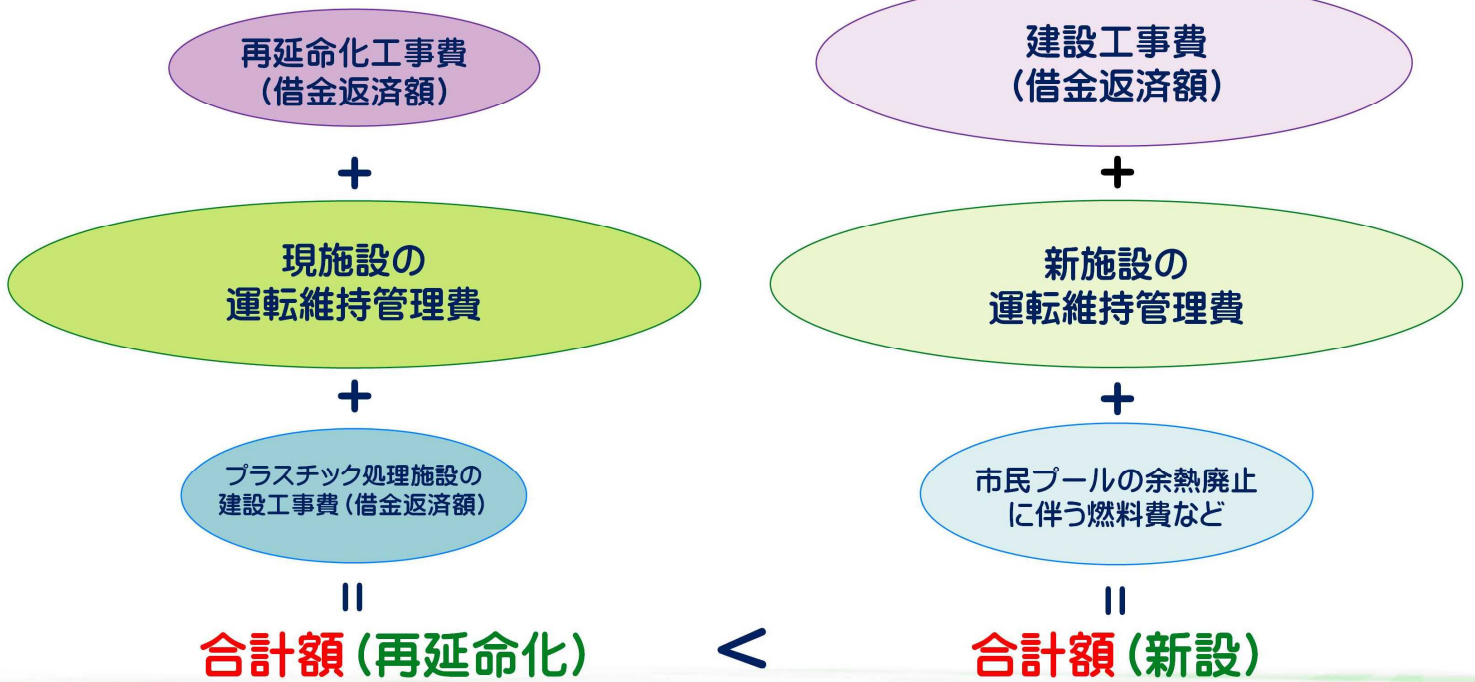 再延命化工事費
(借金返済額)
+
現施設の
運転維持管理費
+
プラスチック処理施設の
建設工事費(借金返済額)
=
合計額(再延命化)
<
建設工事費
(借金返済額)
+
新施設の
運転維持管理費
+
市民プールの余熱廃止
に伴う燃料費など
=
合計額(新設)